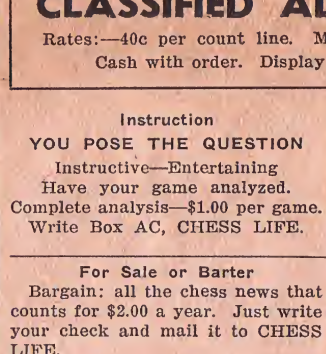 CLASSIFIED
Rates:—40c per count line.
Cash with order. Display
Instruction
YOU POSE THE QUESTION
Instructive—Entertaining
Have your game analyzed.
Complete analysis—$1.00 per game.
Write Box AC, CHESS LIFE.
For Sale or Barter
Bargain: all the chess news that
counts for $2.00 a year. Just write
your check and mail it to CHESS
LIFE.